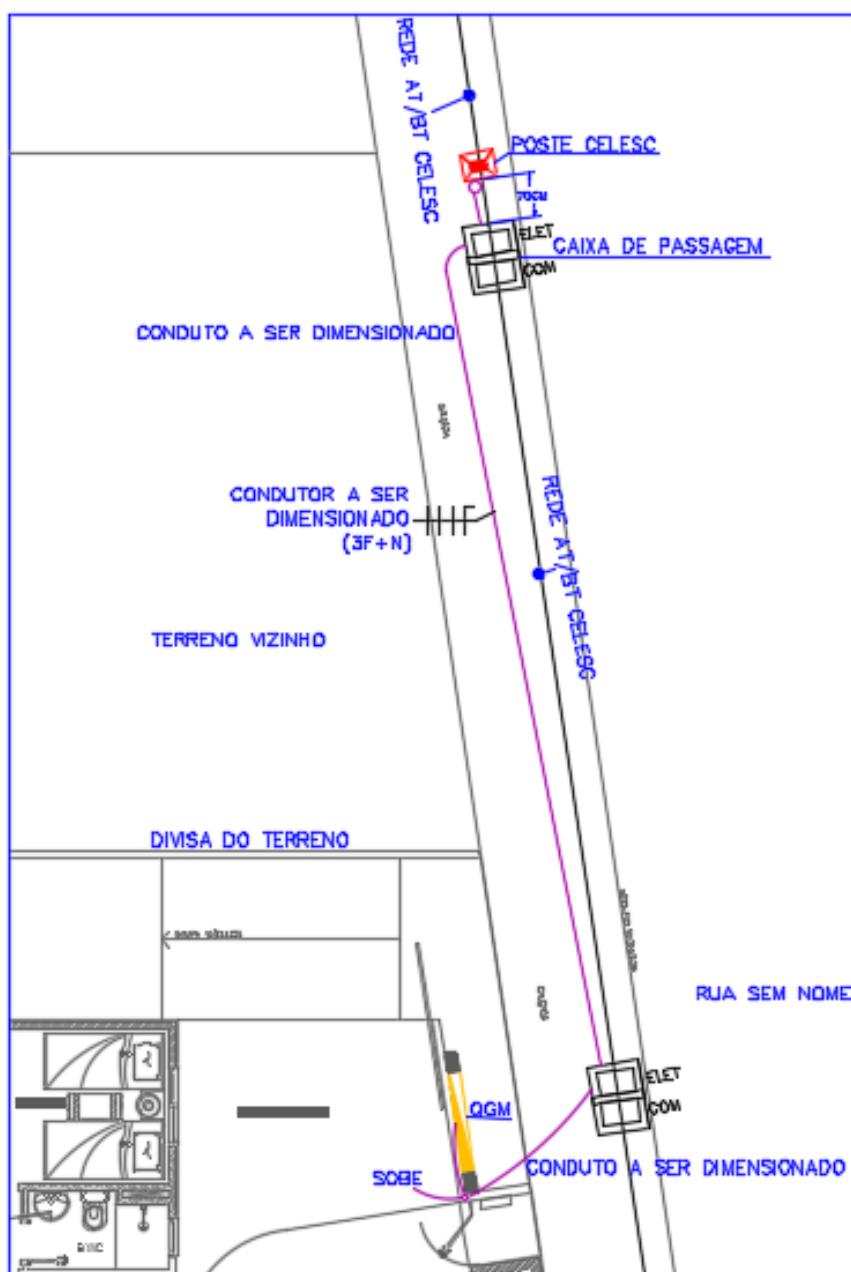 REDE AT/BT CELESC
POSTE CELESC
70CM
ELET
CAIXA DE PASSAGEM
COM
CONDUTO A SER DIMENSIONADO
CONDUTOR A SER
DIMENSIONADO
(3F+N)
REDE AT/BT CELESC
TERRENO VIZINHO
DIVISA DO TERRENO
RUA SEM NOME
ELET
QGM
COM
SOBE
CONDUTO A SER DIMENSIONADO